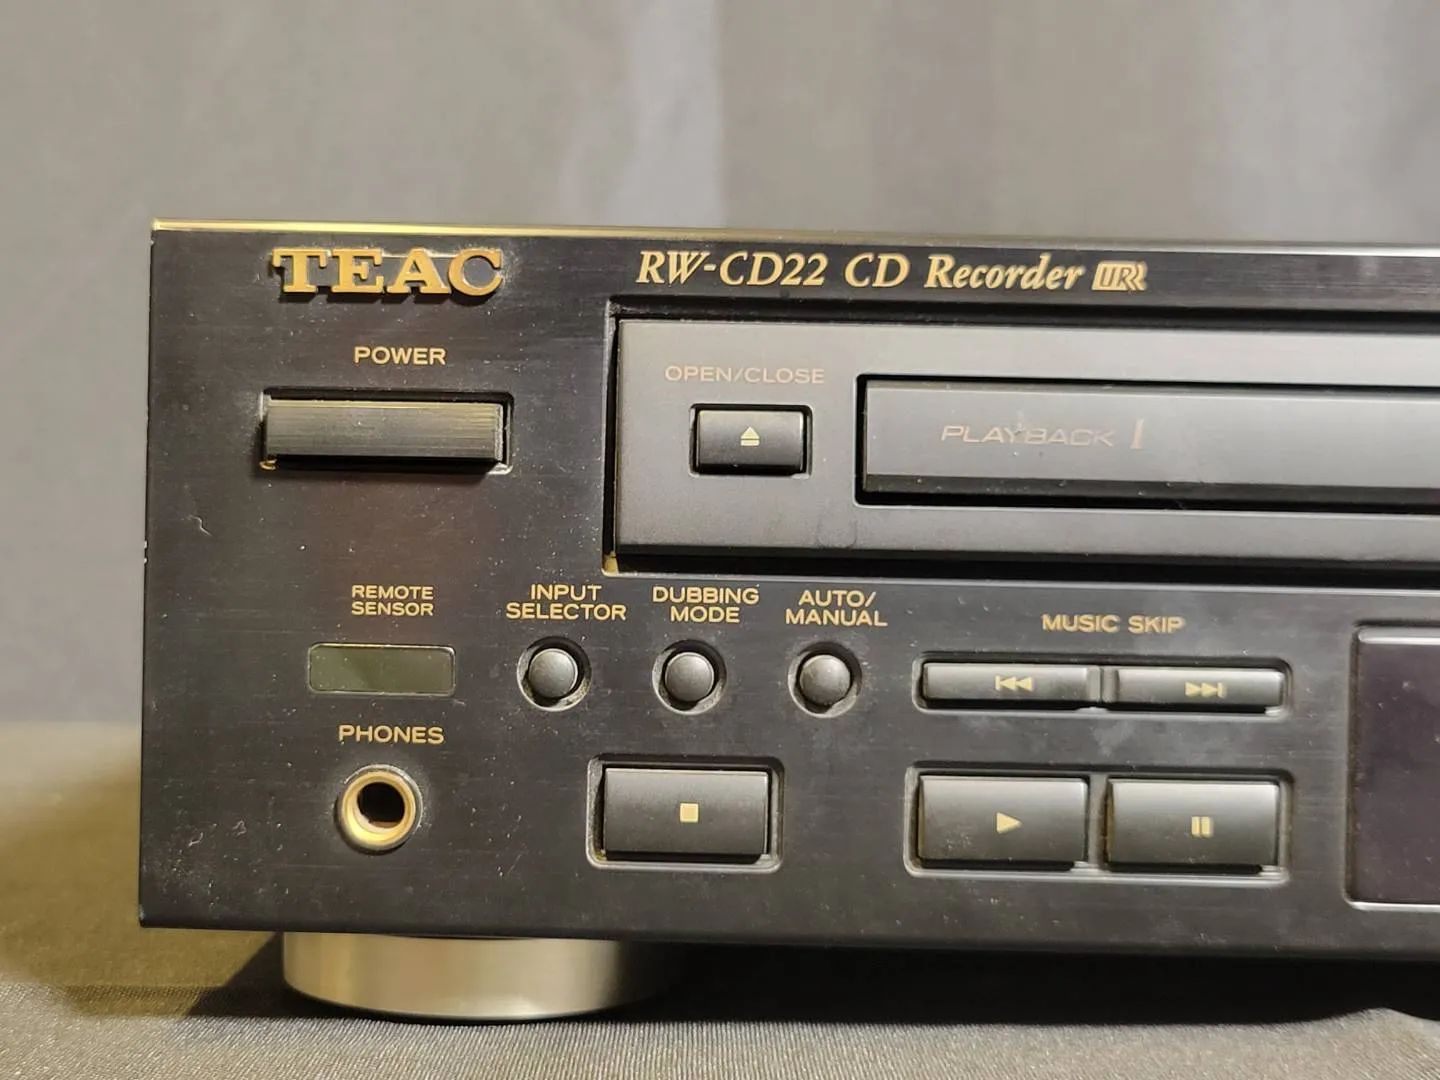 TEAC
RW-CD22 CD Recorder
POWER
OPEN/CLOSE
PLAYBACK I
REMOTE
SENSOR
INPUT
SELECTOR
DUBBING
MODE
AUTO/
MANUAL
MUSIC SKIP
PHONES